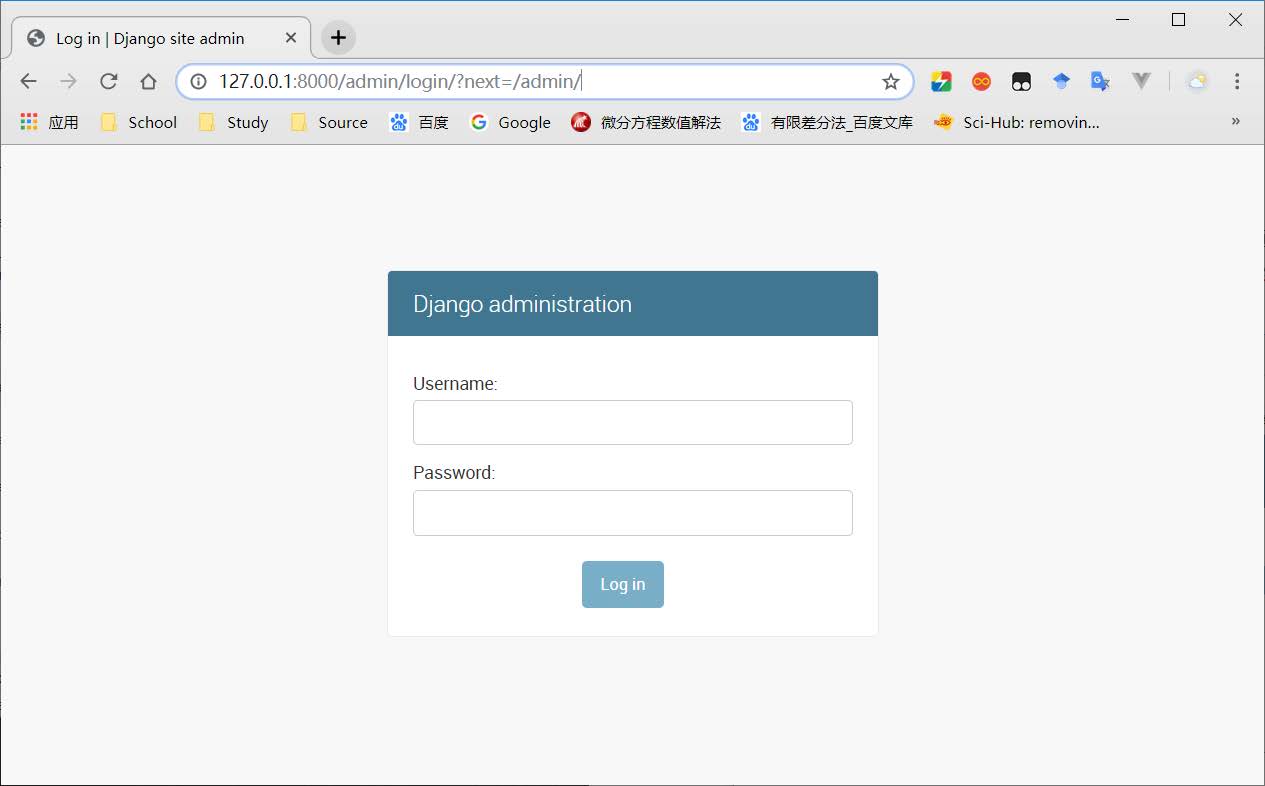 Log in | Django site admin
127.0.0.1:8000/admin/login/?next=/admin/
应用 School Study Source 百度 Google 微分方程数值解法 有限差分法_百度文库 Sci-Hub: removin... »
Django administration
Username:
Password:
Log in